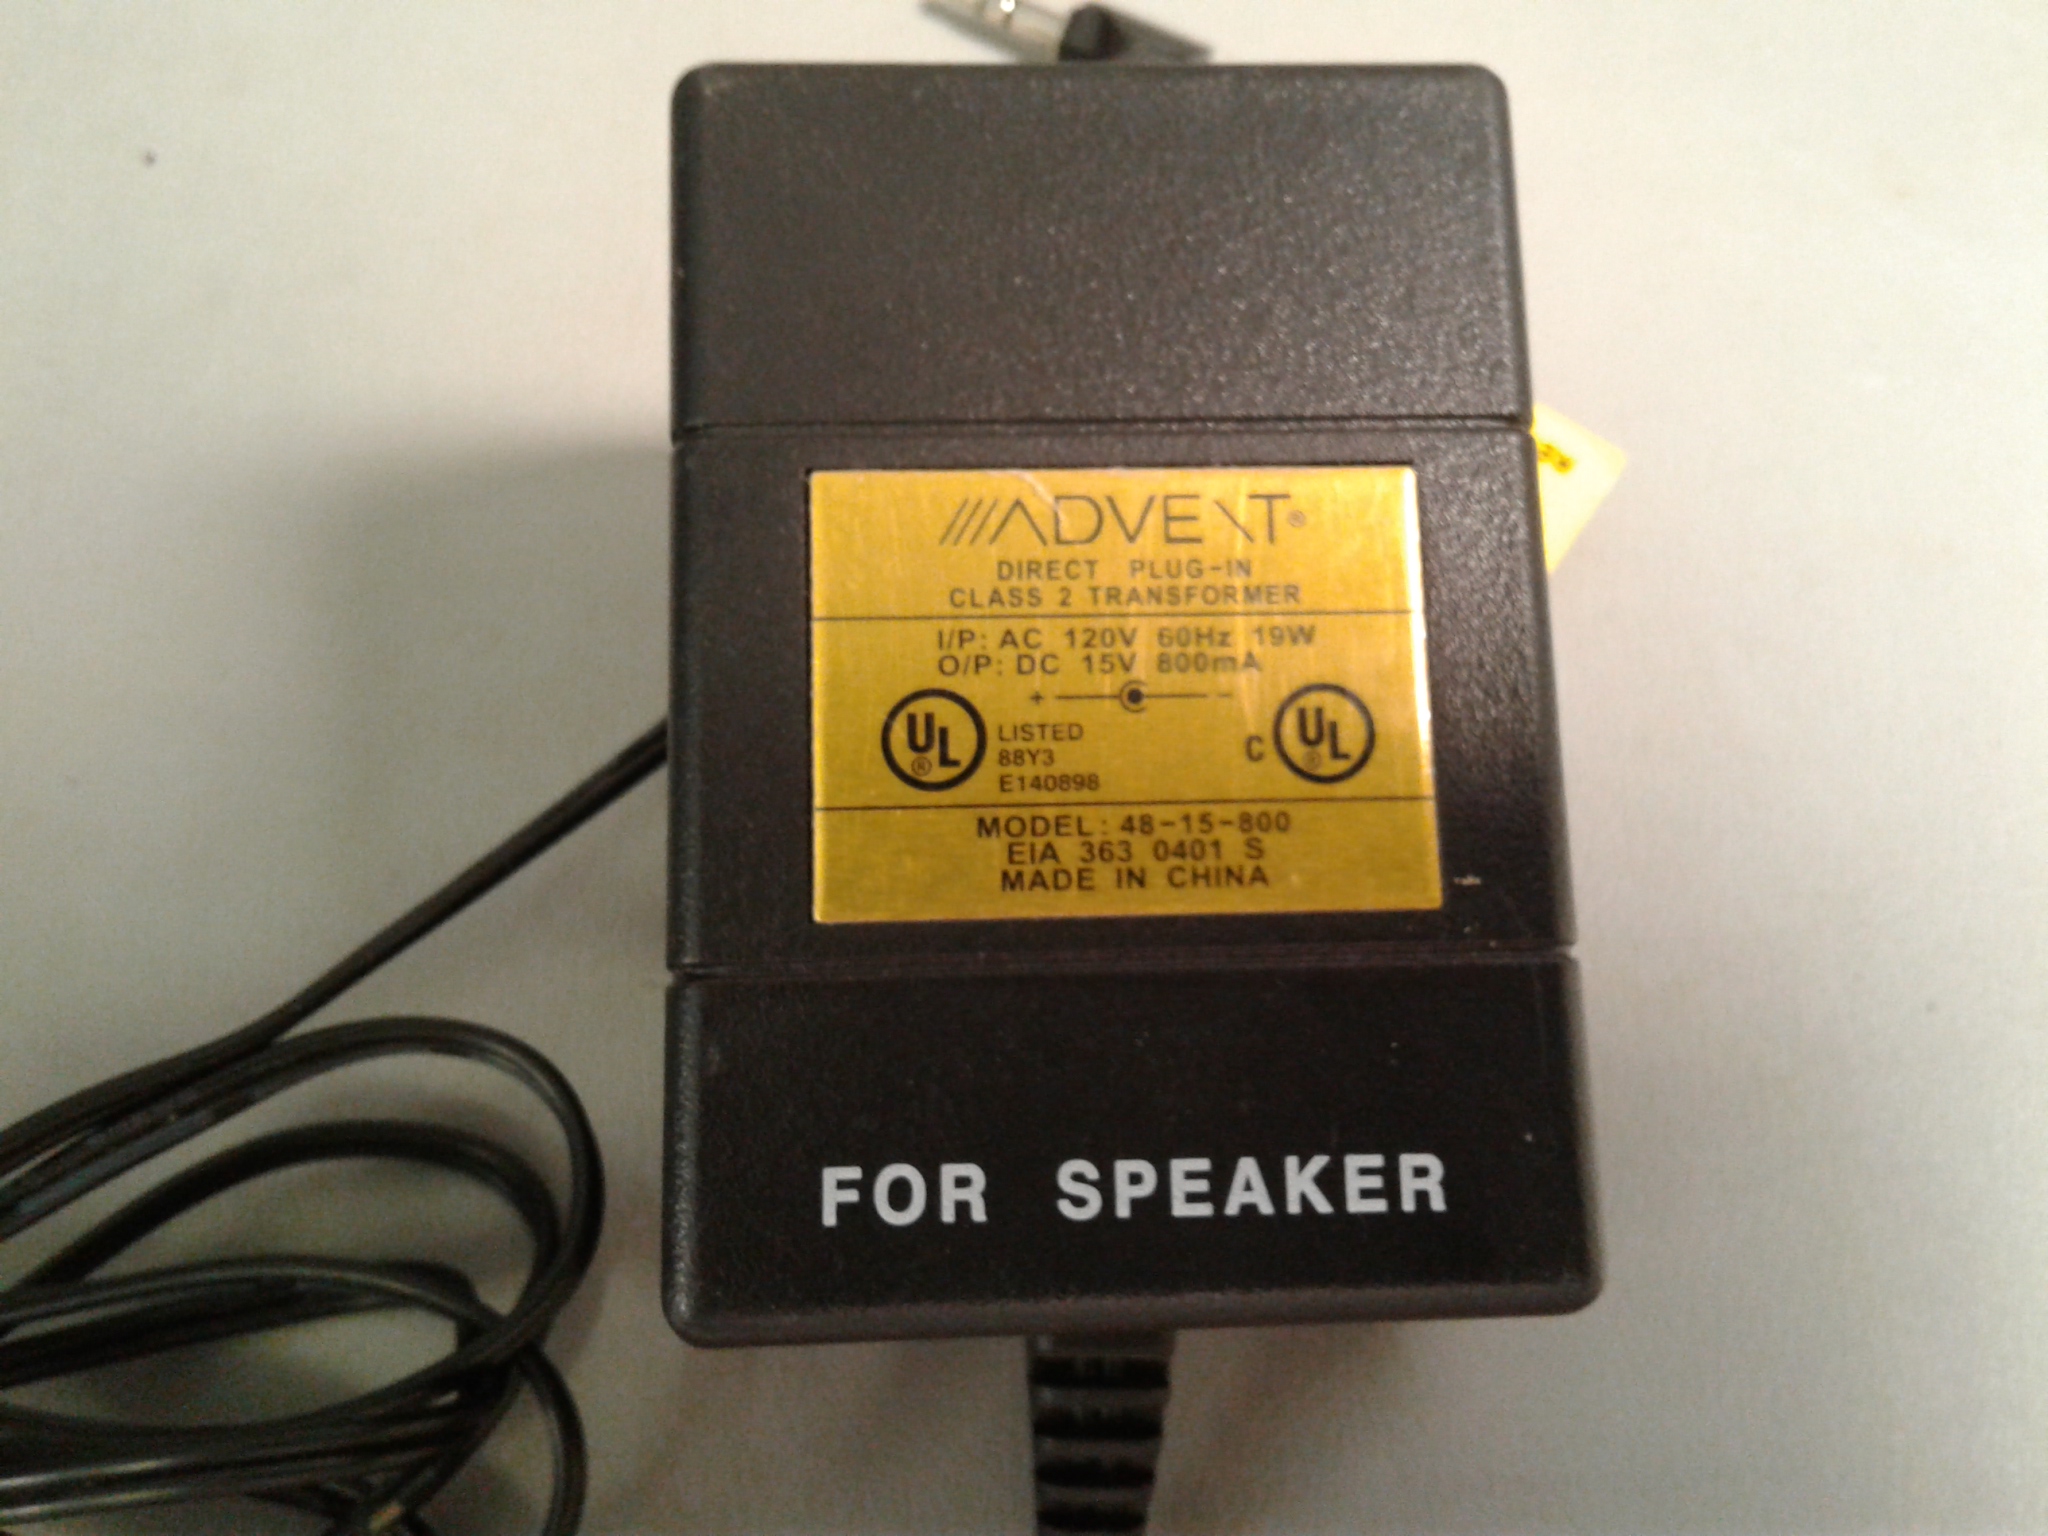 ADVENT®
DIRECT PLUG-IN
CLASS 2 TRANSFORMER
I/P: AC 120V 60Hz 19W
O/P: DC 15V 800mA
+ -
UL
®
LISTED
88Y3
E140898
C UL
®
MODEL: 48-15-800
EIA 363 0401 S
MADE IN CHINA
FOR SPEAKER